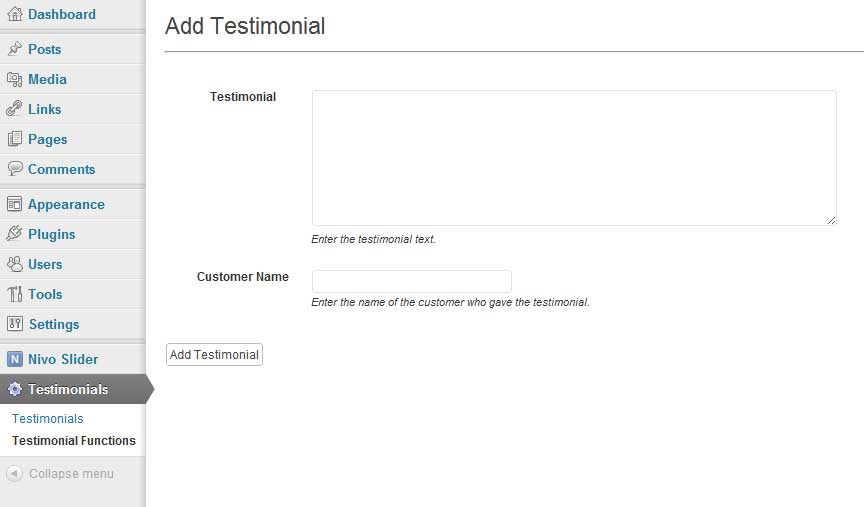 Dashboard
Posts
Media
Links
Pages
Comments
Appearance
Plugins
Users
Tools
Settings
N Nivo Slider
Testimonials
Testimonials
Testimonial Functions
Collapse menu
Add Testimonial
Testimonial
Enter the testimonial text.
Customer Name
Enter the name of the customer who gave the testimonial.
Add Testimonial